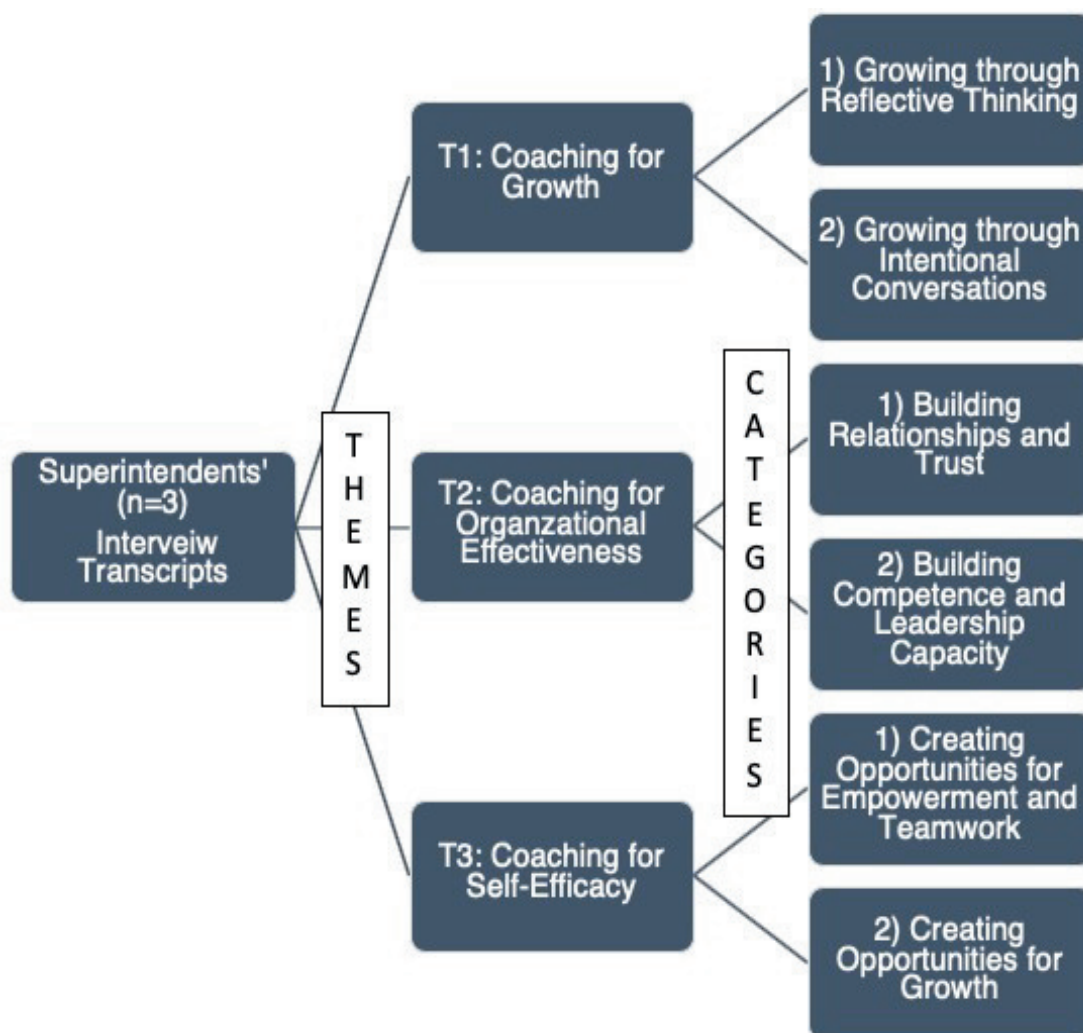 1) Growing through
Reflective Thinking
T1: Coaching for
Growth
2) Growing through
Intentional
Conversations
Superintendents'
(n=3)
Interveiw
Transcripts
THEMES
T2: Coaching for
Organzational
Effectiveness
CATEGORIES
1) Building
Relationships and
Trust
2) Building
Competence and
Leadership
Capacity
T3: Coaching for
Self-Efficacy
1) Creating
Opportunities for
Empowerment and
Teamwork
2) Creating
Opportunities for
Growth